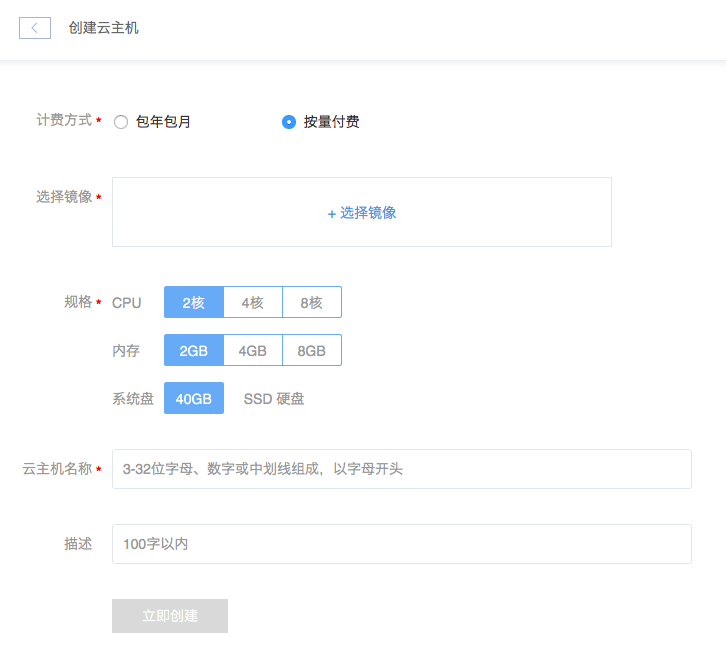 创建云主机
计费方式 * 包年包月 按量付费
选择镜像 * + 选择镜像
规格 * CPU 2核 4核 8核
内存 2GB 4GB 8GB
系统盘 40GB SSD 硬盘
云主机名称 * 3-32位字母、数字或中划线组成，以字母开头
描述 100字以内
立即创建